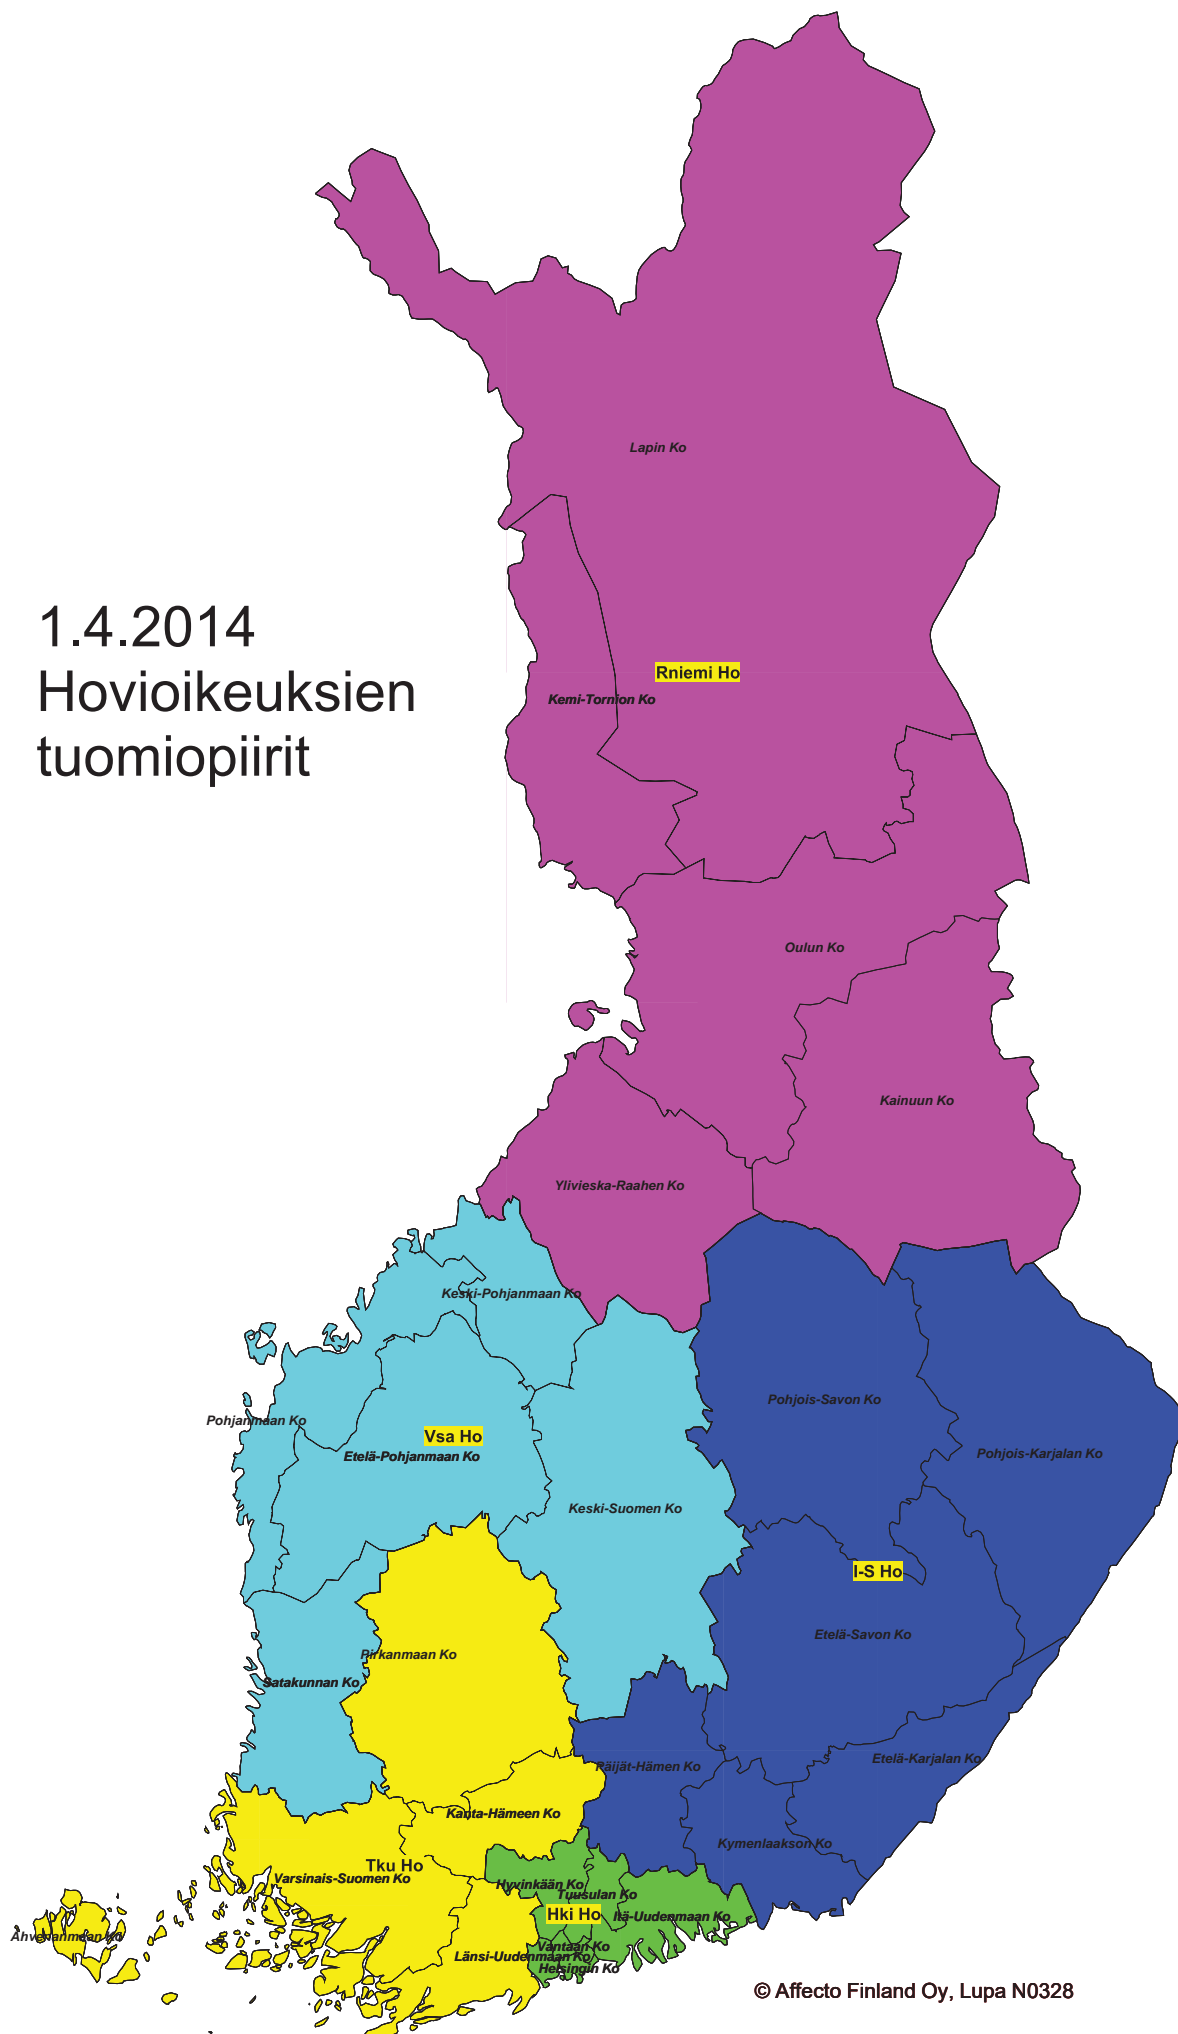 1.4.2014
Hovioikeuksien
tuomiopiirit
Lapin Ko
Rniemi Ho
Kemi-Tornion Ko
Oulun Ko
Kainuun Ko
Ylivieska-Raahen Ko
Keski-Pohjanmaan Ko
Pohjois-Savon Ko
Pohjanmaan Ko
Vsa Ho
Etelä-Pohjanmaan Ko
Pohjois-Karjalan Ko
Keski-Suomen Ko
I-S Ho
Etelä-Savon Ko
Pirkanmaan Ko
Satakunnan Ko
Etelä-Karjalan Ko
Päijät-Hämen Ko
Kanta-Hämeen Ko
Kymenlaakson Ko
Tku Ho
Varsinais-Suomen Ko
Hyvinkään Ko
Tuusulan Ko
Hki Ho
Itä-Uudenmaan Ko
Ahvenanmaan Ko
Vantaan Ko
Länsi-Uudenmaan Ko
Helsingin Ko
© Affecto Finland Oy, Lupa N0328